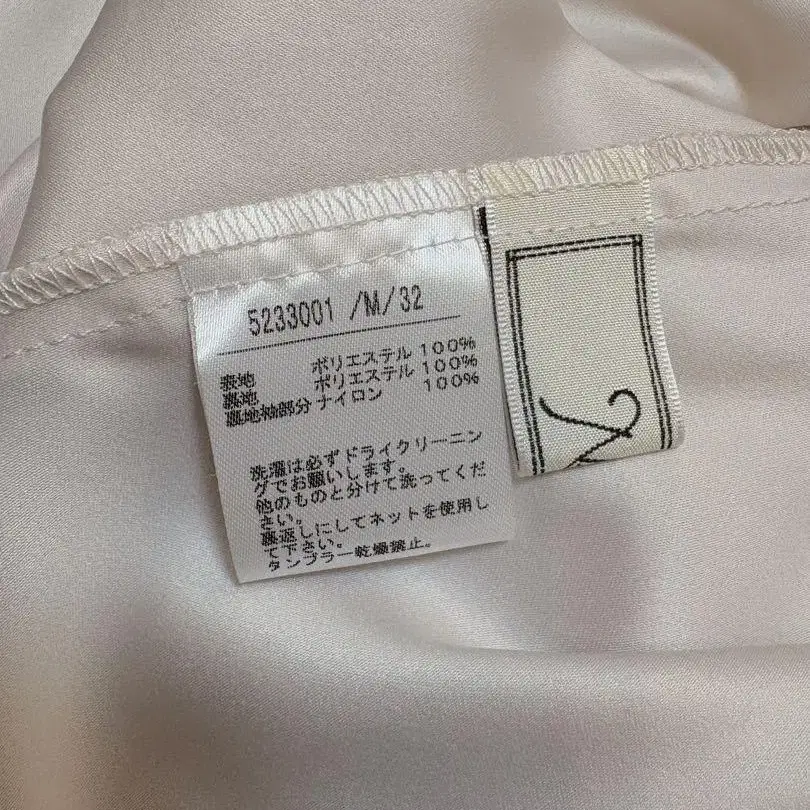 5233001 /M/32
表地 ポリエステル 100%
裏地 ポリエステル 100%
裏地袖部分 ナイロン 100%
洗濯は必ずドライクリーニン
グでお願いします。
他のものと分けて洗ってくだ
さい。
裏返しにしてネットを使用し
て下さい。
タンブラー乾燥禁止。